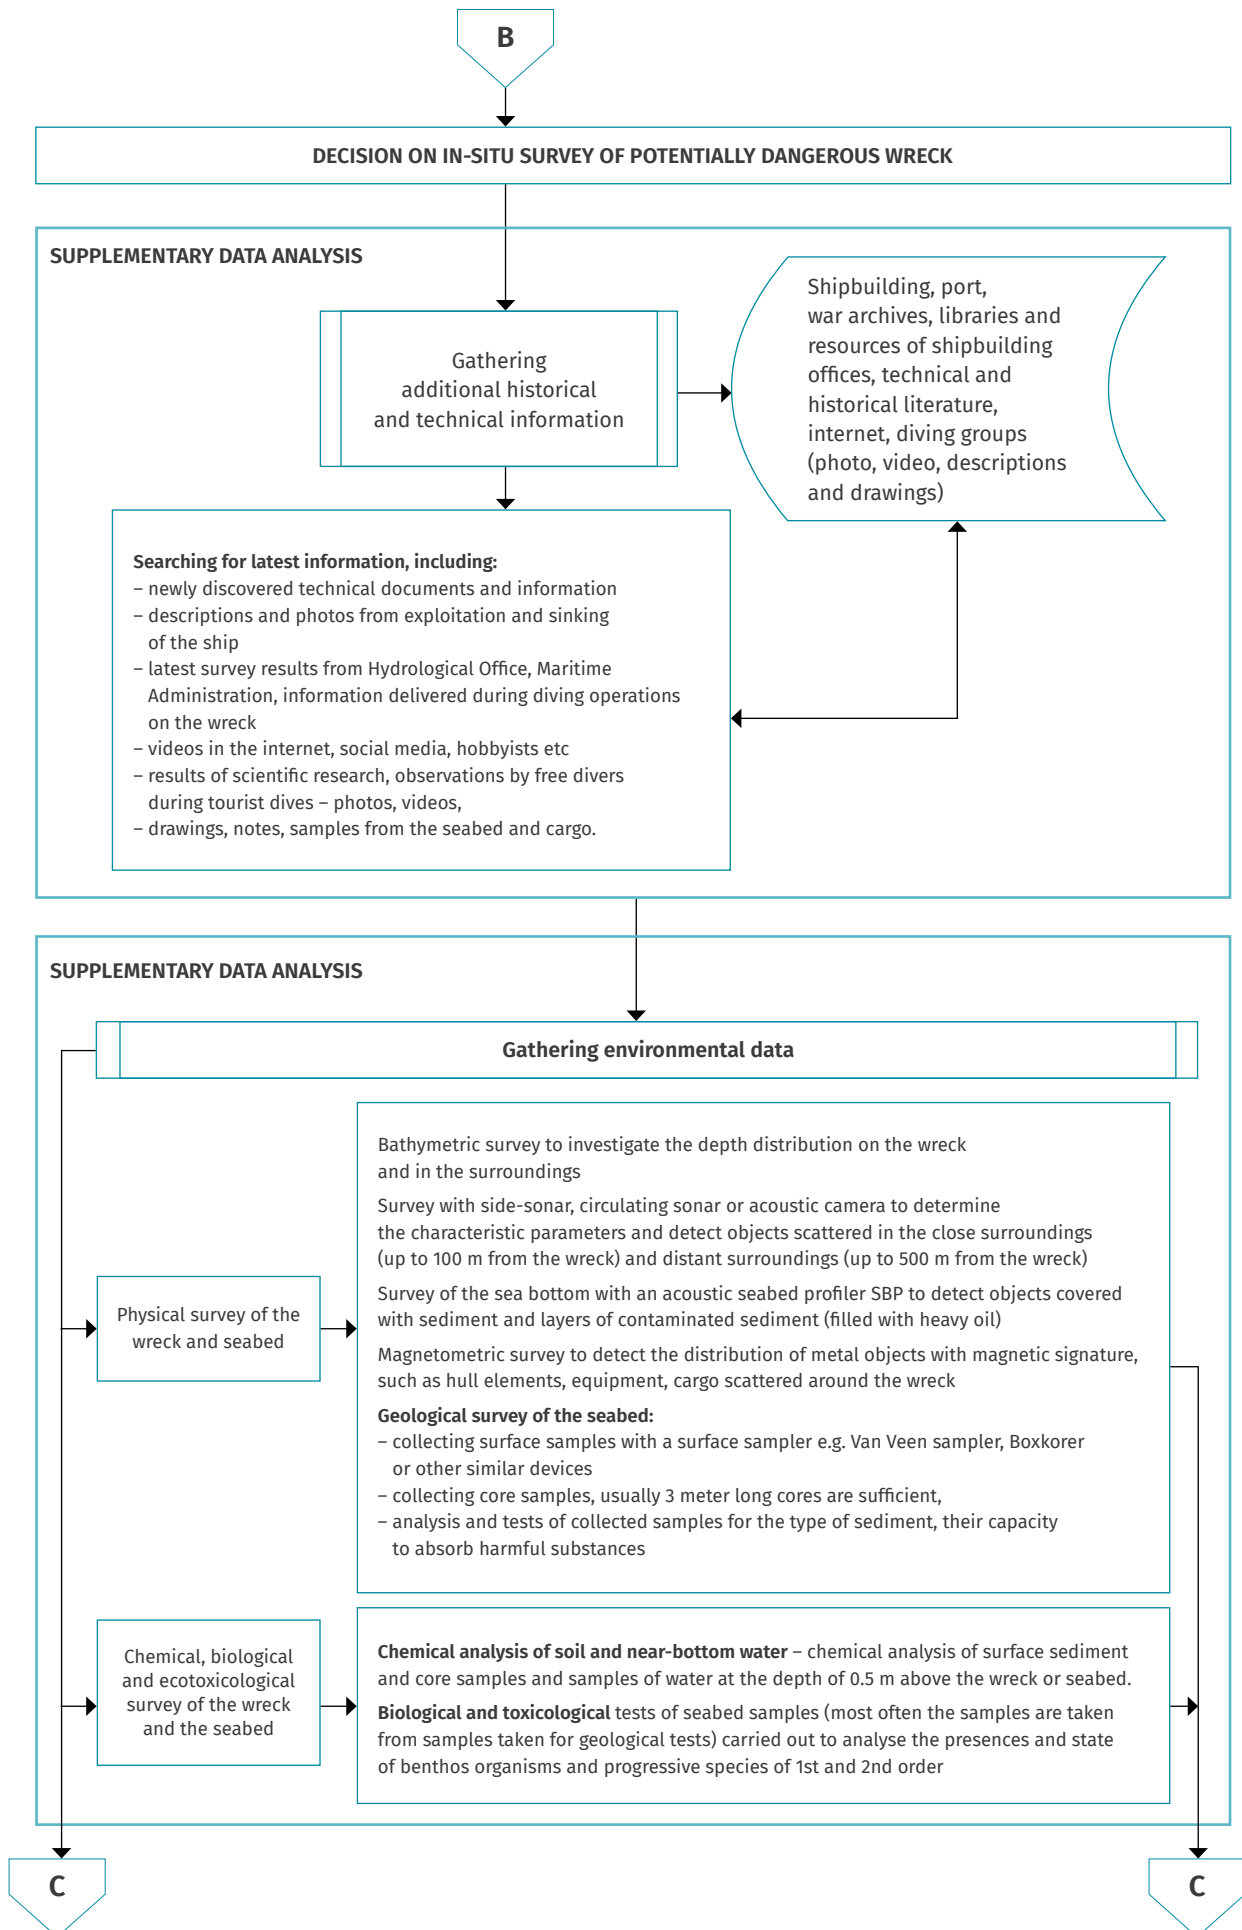 B
DECISION ON IN-SITU SURVEY OF POTENTIALLY DANGEROUS WRECK
SUPPLEMENTARY DATA ANALYSIS
Gathering
additional historical
and technical information
Shipbuilding, port,
war archives, libraries and
resources of shipbuilding
offices, technical and
historical literature,
internet, diving groups
(photo, video, descriptions
and drawings)
Searching for latest information, including:
– newly discovered technical documents and information
– descriptions and photos from exploitation and sinking
of the ship
– latest survey results from Hydrological Office, Maritime
Administration, information delivered during diving operations
on the wreck
– videos in the internet, social media, hobbyists etc
– results of scientific research, observations by free divers
during tourist dives – photos, videos,
– drawings, notes, samples from the seabed and cargo.
SUPPLEMENTARY DATA ANALYSIS
Gathering environmental data
Physical survey of the
wreck and seabed
Bathymetric survey to investigate the depth distribution on the wreck
and in the surroundings
Survey with side-sonar, circulating sonar or acoustic camera to determine
the characteristic parameters and detect objects scattered in the close surroundings
(up to 100 m from the wreck) and distant surroundings (up to 500 m from the wreck)
Survey of the sea bottom with an acoustic seabed profiler SBP to detect objects covered
with sediment and layers of contaminated sediment (filled with heavy oil)
Magnetometric survey to detect the distribution of metal objects with magnetic signature,
such as hull elements, equipment, cargo scattered around the wreck
Geological survey of the seabed:
– collecting surface samples with a surface sampler e.g. Van Veen sampler, Boxkorer
or other similar devices
– collecting core samples, usually 3 meter long cores are sufficient,
– analysis and tests of collected samples for the type of sediment, their capacity
to absorb harmful substances
Chemical, biological
and ecotoxicological
survey of the wreck
and the seabed
Chemical analysis of soil and near-bottom water – chemical analysis of surface sediment
and core samples and samples of water at the depth of 0.5 m above the wreck or seabed.
Biological and toxicological tests of seabed samples (most often the samples are taken
from samples taken for geological tests) carried out to analyse the presences and state
of benthos organisms and progressive species of 1st and 2nd order
C
C